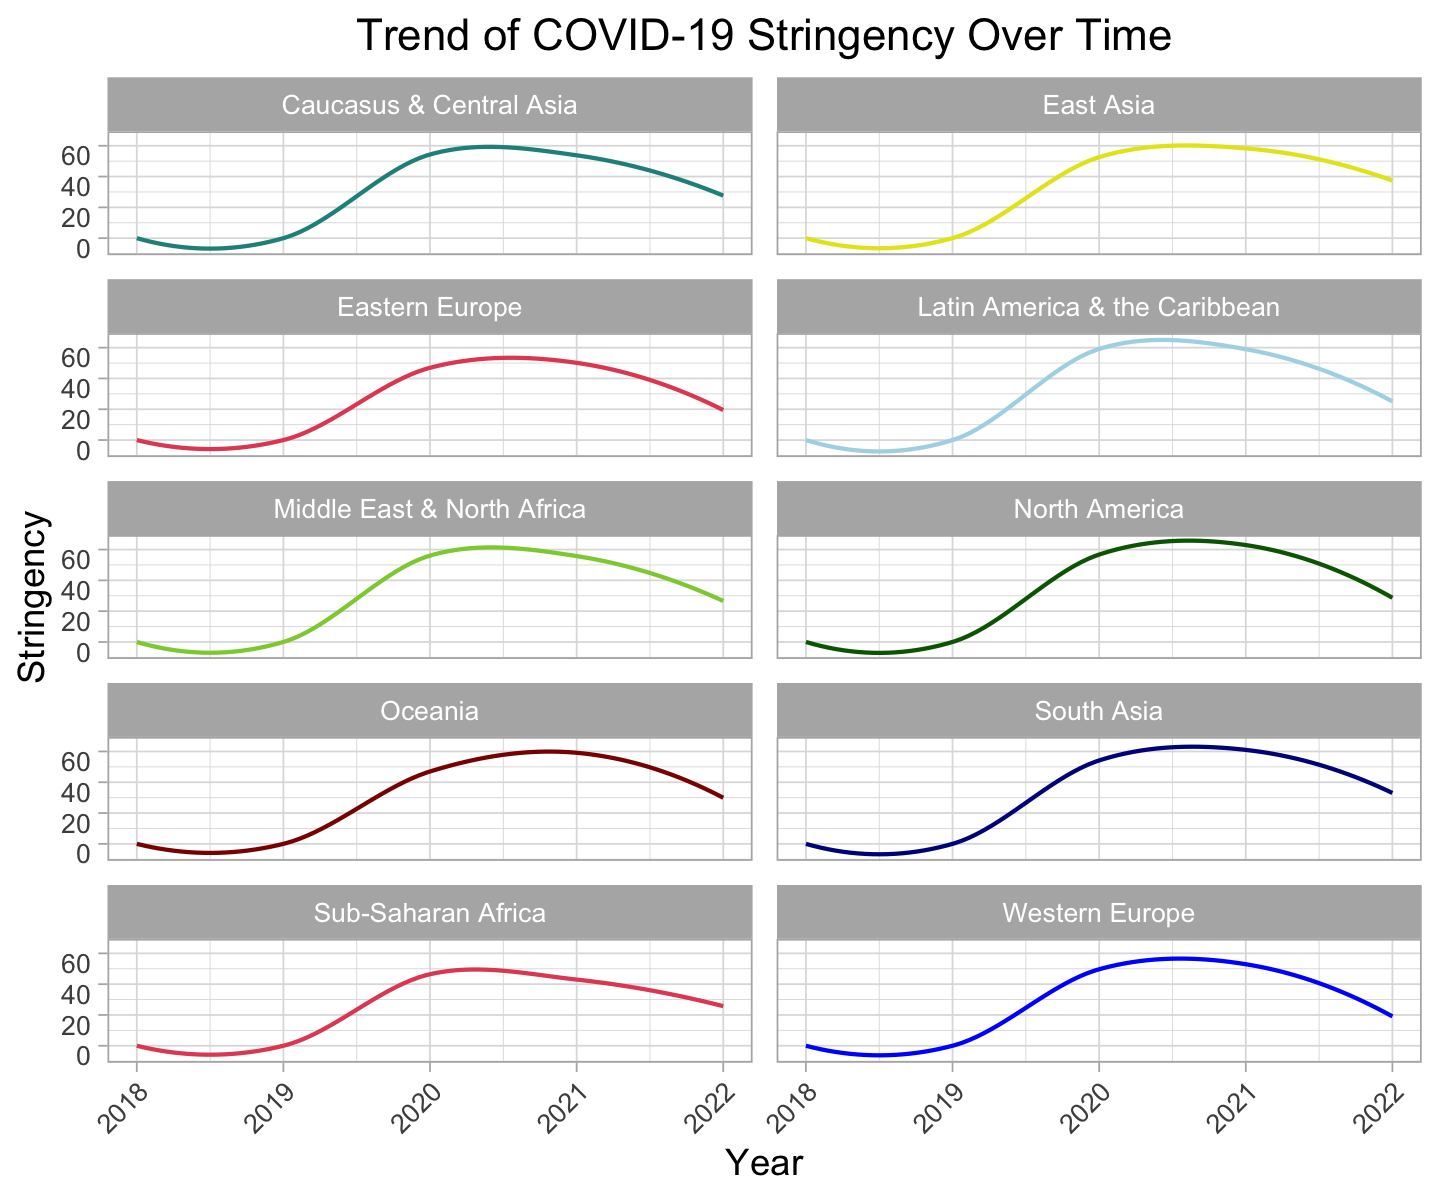 Trend of COVID-19 Stringency Over Time
Caucasus & Central Asia
East Asia
60
40
20
0
Eastern Europe
Latin America & the Caribbean
60
40
20
0
Middle East & North Africa
North America
60
40
20
0
Stringency
Oceania
South Asia
60
40
20
0
Sub-Saharan Africa
Western Europe
60
40
20
0
2018 2019 2020 2021 2022 2018 2019 2020 2021 2022
Year